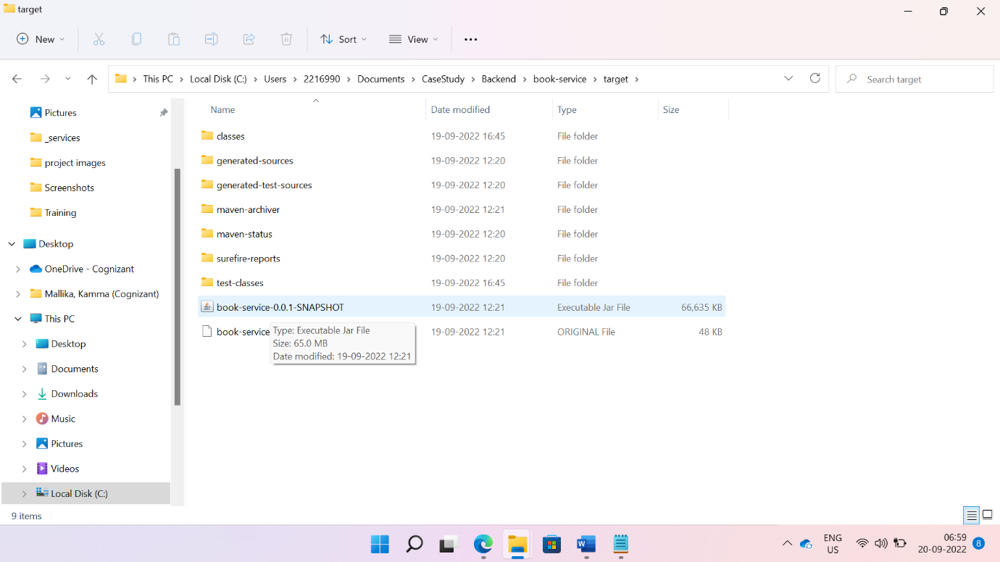 target
New
Sort
View
This PC
Local Disk (C:)
Users
2216990
Documents
CaseStudy
Backend
book-service
target
Search target
Pictures
_services
project images
Screenshots
Training
Desktop
OneDrive - Cognizant
Mallika, Kamma (Cognizant)
This PC
Desktop
Documents
Downloads
Music
Pictures
Videos
Local Disk (C:)
Name Date modified Type Size
classes 19-09-2022 16:45 File folder
generated-sources 19-09-2022 12:20 File folder
generated-test-sources 19-09-2022 12:20 File folder
maven-archiver 19-09-2022 12:21 File folder
maven-status 19-09-2022 12:20 File folder
surefire-reports 19-09-2022 12:20 File folder
test-classes 19-09-2022 16:45 File folder
book-service-0.0.1-SNAPSHOT 19-09-2022 12:21 Executable Jar File 66,635 KB
book-service 19-09-2022 12:21 ORIGINAL File 48 KB
Type: Executable Jar File
Size: 65.0 MB
Date modified: 19-09-2022 12:21
9 items
ENG
US
06:59
20-09-2022
8